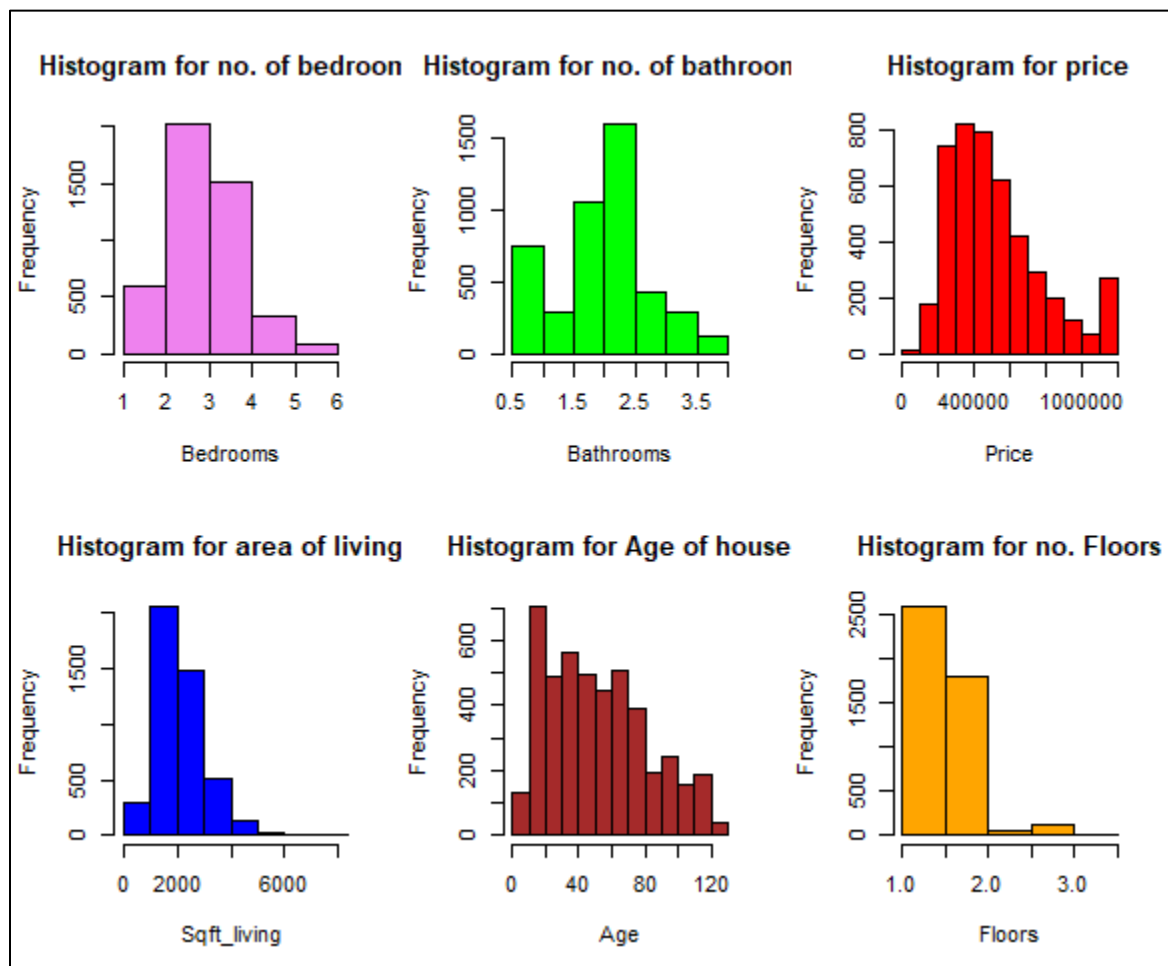 Histogram for no. of bedroon
Frequency
0 500 1500
1 2 3 4 5 6
Bedrooms
Histogram for no. of bathroon
Frequency
0 500 1000 1500
0.5 1.5 2.5 3.5
Bathrooms
Histogram for price
Frequency
0 200 400 600 800
0 400000 1000000
Price
Histogram for area of living
Frequency
0 500 1500
0 2000 6000
Sqft_living
Histogram for Age of house
Frequency
0 200 400 600
0 40 80 120
Age
Histogram for no. Floors
Frequency
0 500 1500 2500
1.0 2.0 3.0
Floors